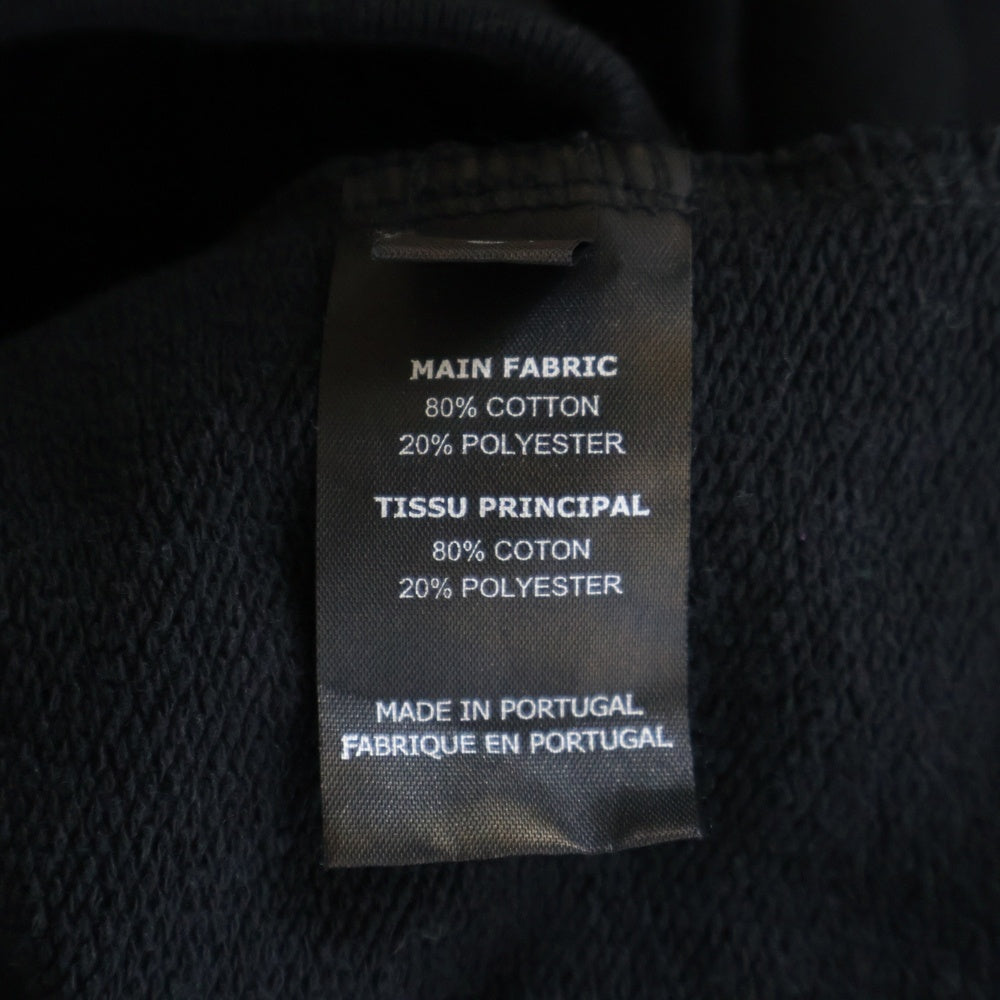 MAIN FABRIC
80% COTTON
20% POLYESTER
TISSU PRINCIPAL
80% COTON
20% POLYESTER
MADE IN PORTUGAL
FABRIQUE EN PORTUGAL